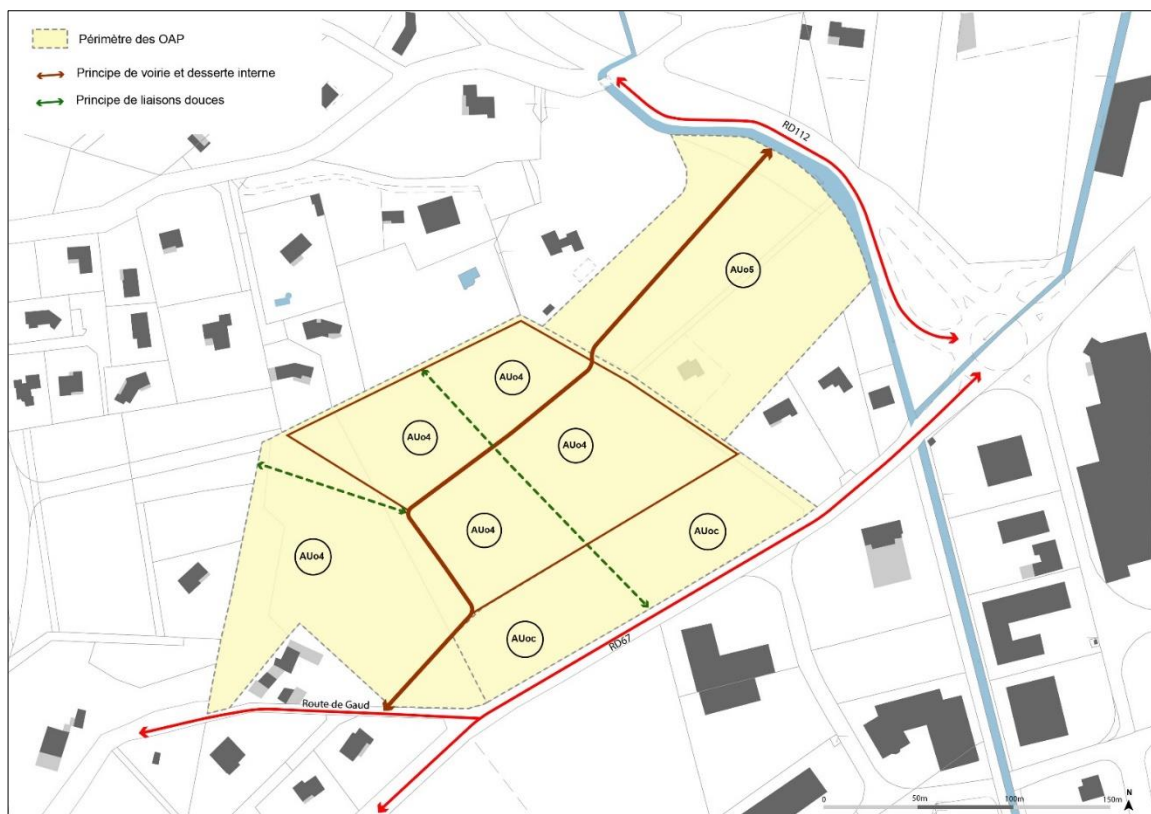 Périmètre des OAP
Principe de voirie et desserte interne
Principe de liaisons douces
RD112
AUo5
AUo4
AUo4
AUo4
AUo4
AUoc
AUo4
AUoc
RD67
Route de Gaud
0 50m 100m 150m
N